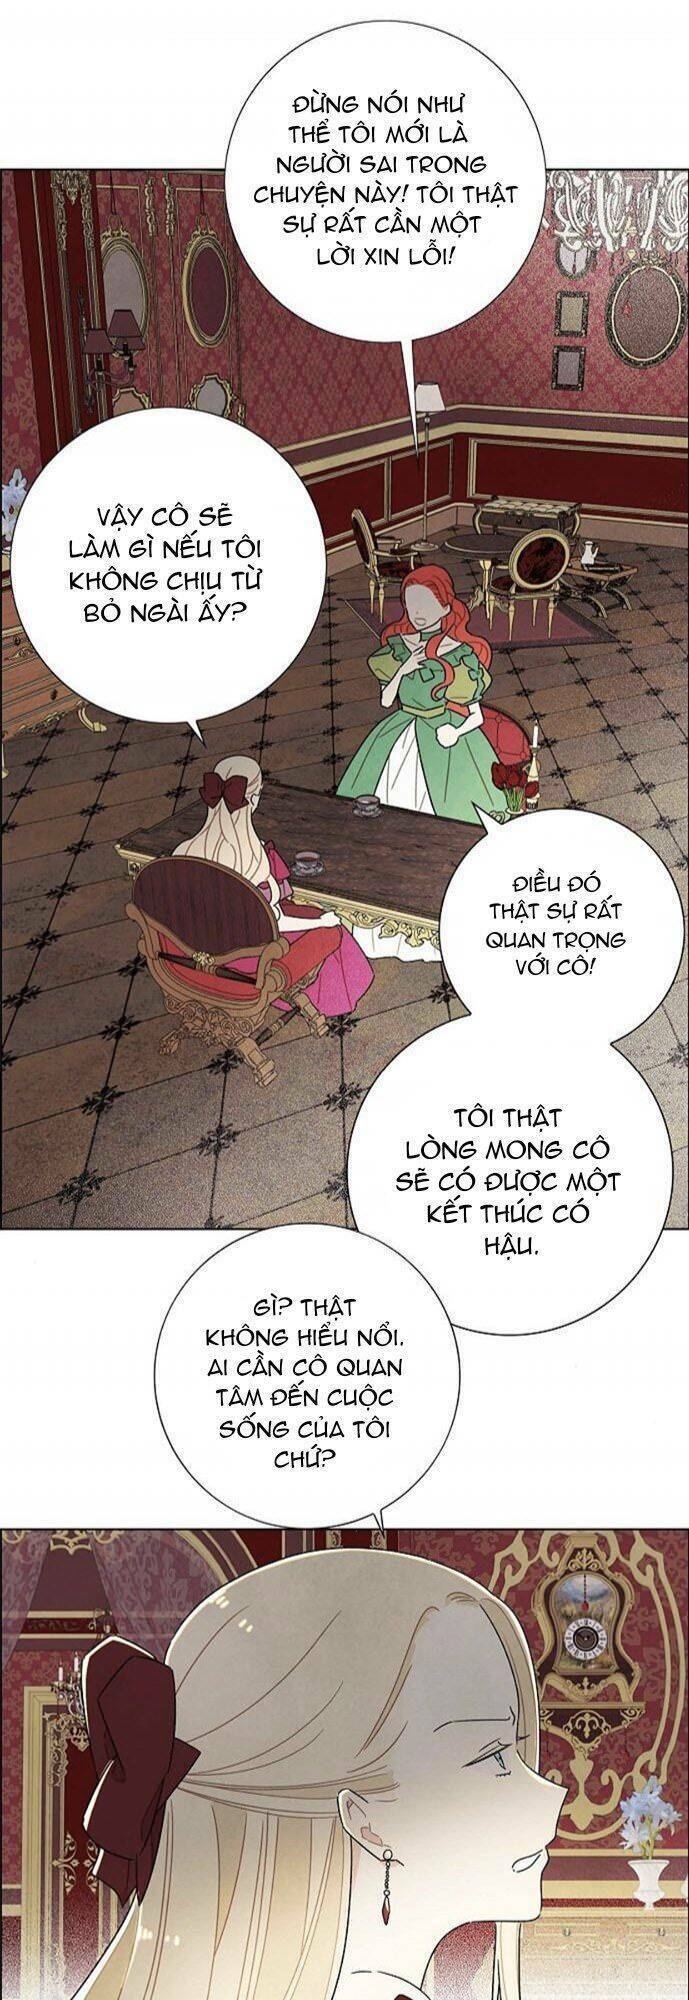 ĐỪNG NÓI NHƯ
THỂ TÔI MỚI LÀ
NGƯỜI SAI TRONG
CHUYỆN NÀY! TÔI THẬT
SỰ RẤT CẦN MỘT
LỜI XIN LỖI!
VẬY CÔ SẼ
LÀM GÌ NẾU TÔI
KHÔNG CHỊU TỪ
BỎ NGÀI ẤY?
ĐIỀU ĐÓ
THẬT SỰ RẤT
QUAN TRỌNG
VỚI CÔ!
TÔI THẬT
LÒNG MONG CÔ
SẼ CÓ ĐƯỢC MỘT
KẾT THÚC CÓ
HẬU.
GÌ? THẬT
KHÔNG HIỂU NỔI.
AI CẦN CÔ QUAN
TÂM ĐẾN CUỘC
SỐNG CỦA TÔI
CHỨ?